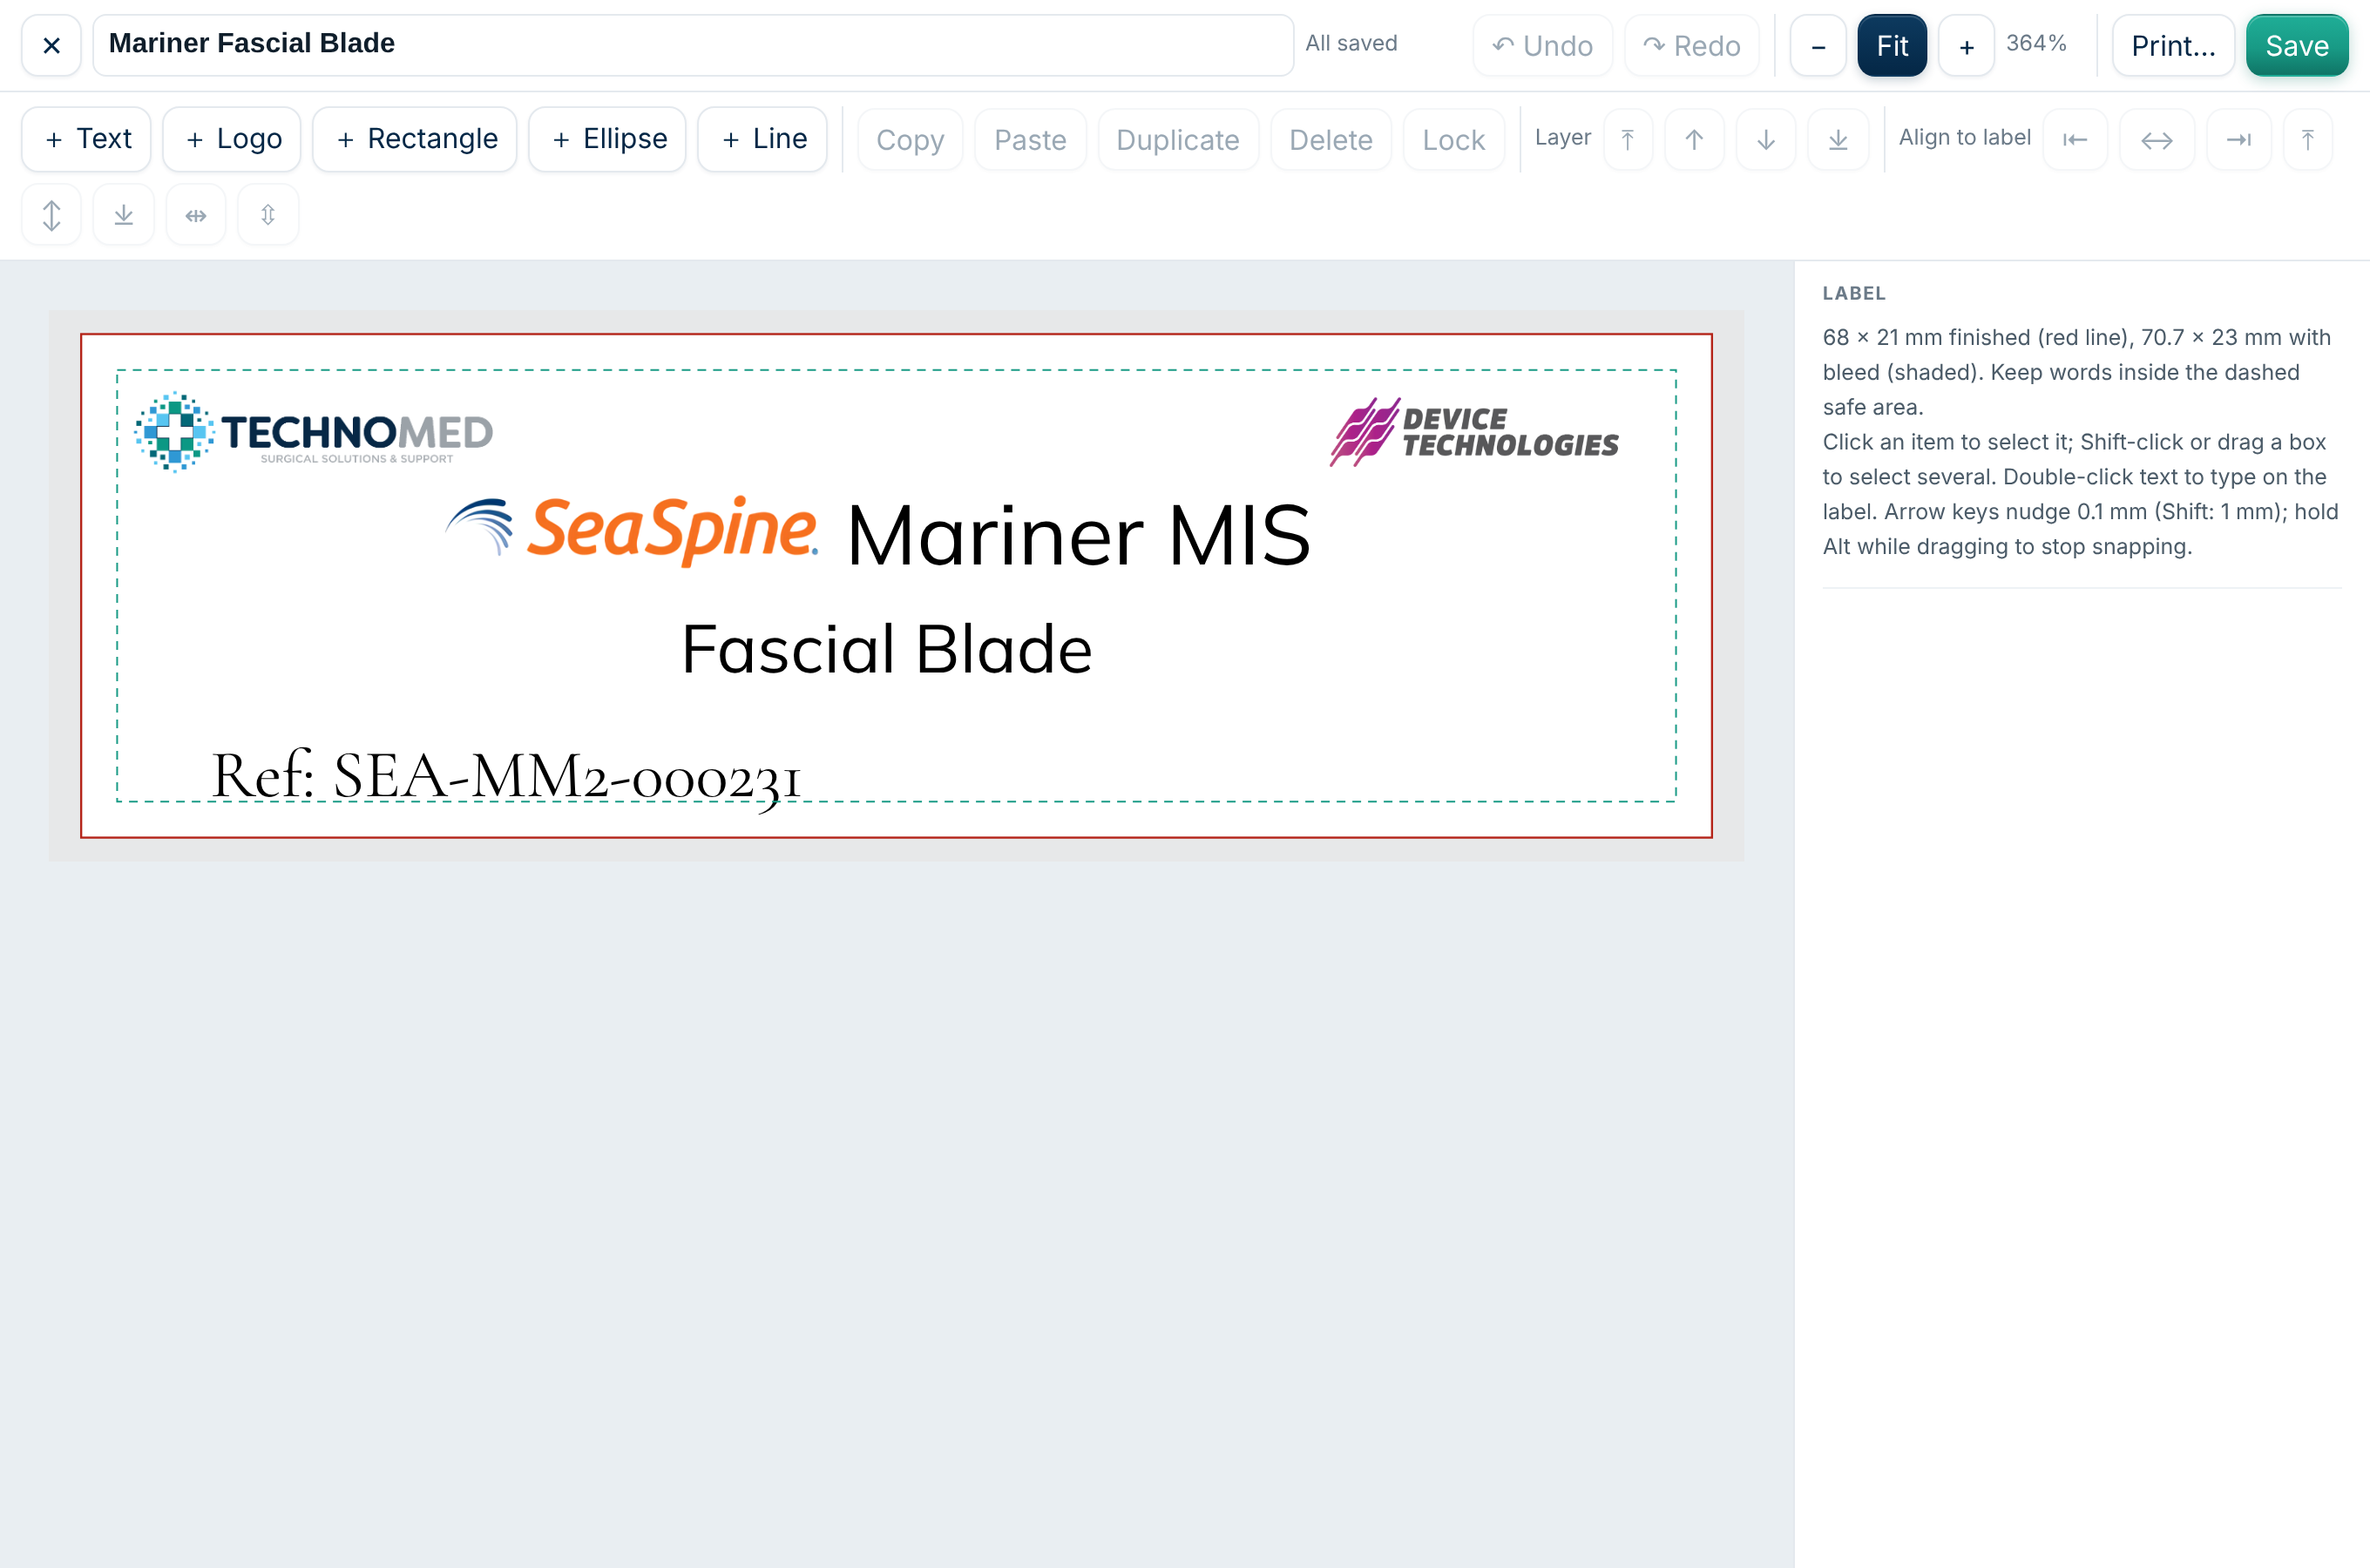 × Mariner Fascial Blade All saved ↶ Undo ↷ Redo − Fit + 364% Print... Save
+ Text + Logo + Rectangle + Ellipse + Line Copy Paste Duplicate Delete Lock Layer Align to label
LABEL
68 × 21 mm finished (red line), 70.7 × 23 mm with
bleed (shaded). Keep words inside the dashed
safe area.
Click an item to select it; Shift-click or drag a box
to select several. Double-click text to type on the
label. Arrow keys nudge 0.1 mm (Shift: 1 mm); hold
Alt while dragging to stop snapping.
TECHNOMED
SURGICAL SOLUTIONS & SUPPORT
DEVICE
TECHNOLOGIES
SeaSpine. Mariner MIS
Fascial Blade
Ref: SEA-MM2-000231